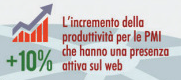 L'incremento della
produttività per le PMI
che hanno una presenza
+10% attiva sul web